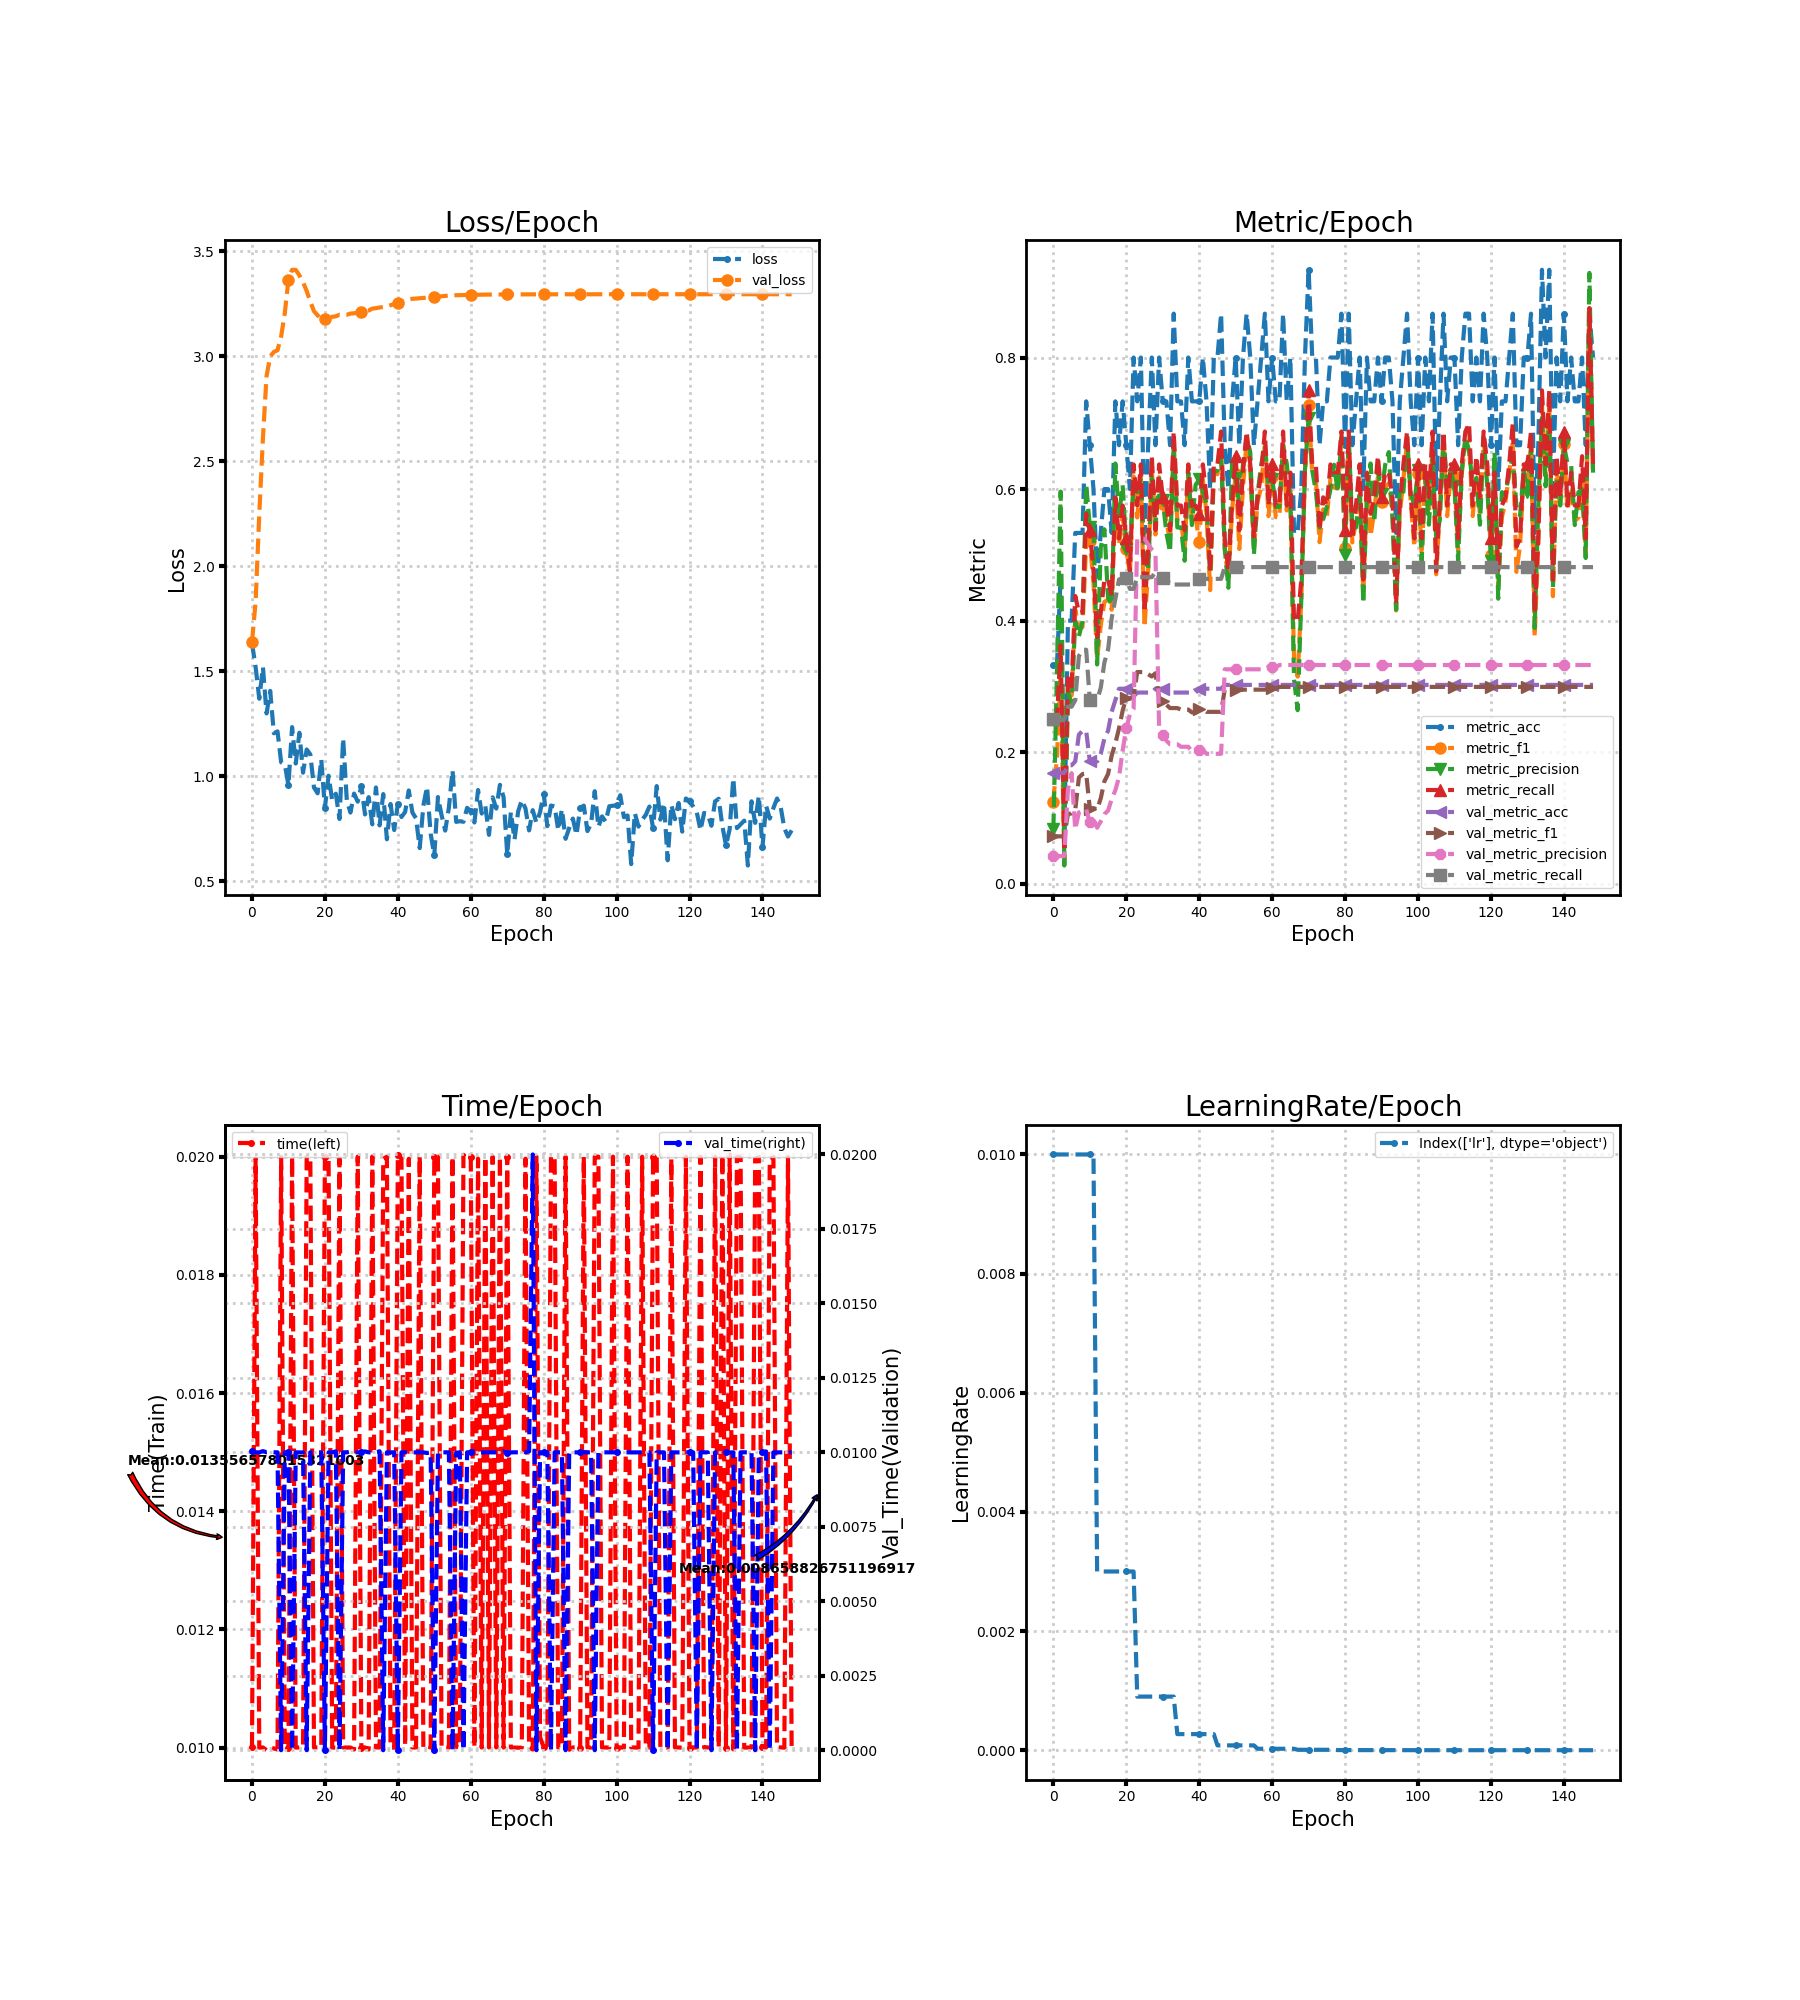 Loss/Epoch
3.5
3.0
2.5
2.0
1.5
1.0
0.5
Loss
loss
val_loss
0 20 40 60 80 100 120 140
Epoch
Metric/Epoch
0.8
0.6
0.4
0.2
0.0
Metric
metric_acc
metric_f1
metric_precision
metric_recall
val_metric_acc
val_metric_f1
val_metric_precision
val_metric_recall
0 20 40 60 80 100 120 140
Epoch
Time/Epoch
time(left)
val_time(right)
0.020
0.018
0.016
0.014
0.012
0.010
Time(Train)
Mean:0.013556578015321003
0.0200
0.0175
0.0150
0.0125
0.0100
0.0075
0.0050
0.0025
0.0000
Val_Time(Validation)
Mean:0.008658826751196917
0 20 40 60 80 100 120 140
Epoch
LearningRate/Epoch
Index(['lr'], dtype='object')
0.010
0.008
0.006
0.004
0.002
0.000
LearningRate
0 20 40 60 80 100 120 140
Epoch